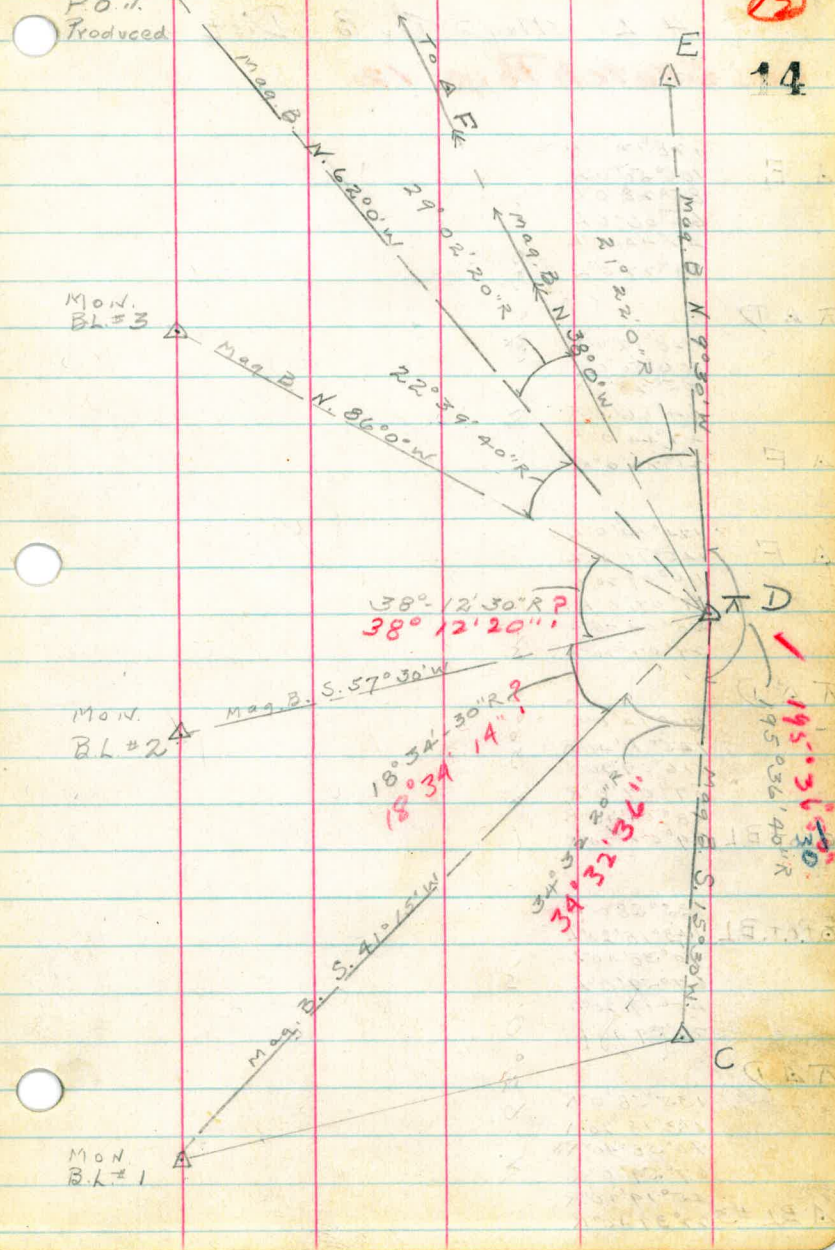 P.O.T.
Produced
E
14
To △ F
Mag. B. N. 62°0' W
29° 02' 20" R
Mag. B. N 38°0' W.
21° 22' 0" R
Mag. B. N. 9°30' W
MON.
B.L. # 3
Mag. B. N. 86°0' W
22° 39' 40" R
38°-12' 30" R ?
38° 12' 20" !
⊼ D
Mag. B. S. 57°30' W
MON.
B.L. # 2
18° 34' - 30" R ?
18° 34' 14" !
34° 32' 20" R
34° 32' 36"
195° 36' 40" R
195° 36'
30
Mag. B. S. 15°30' W.
Mag. B. S. 41°15' W
C
MON.
B.L. # 1